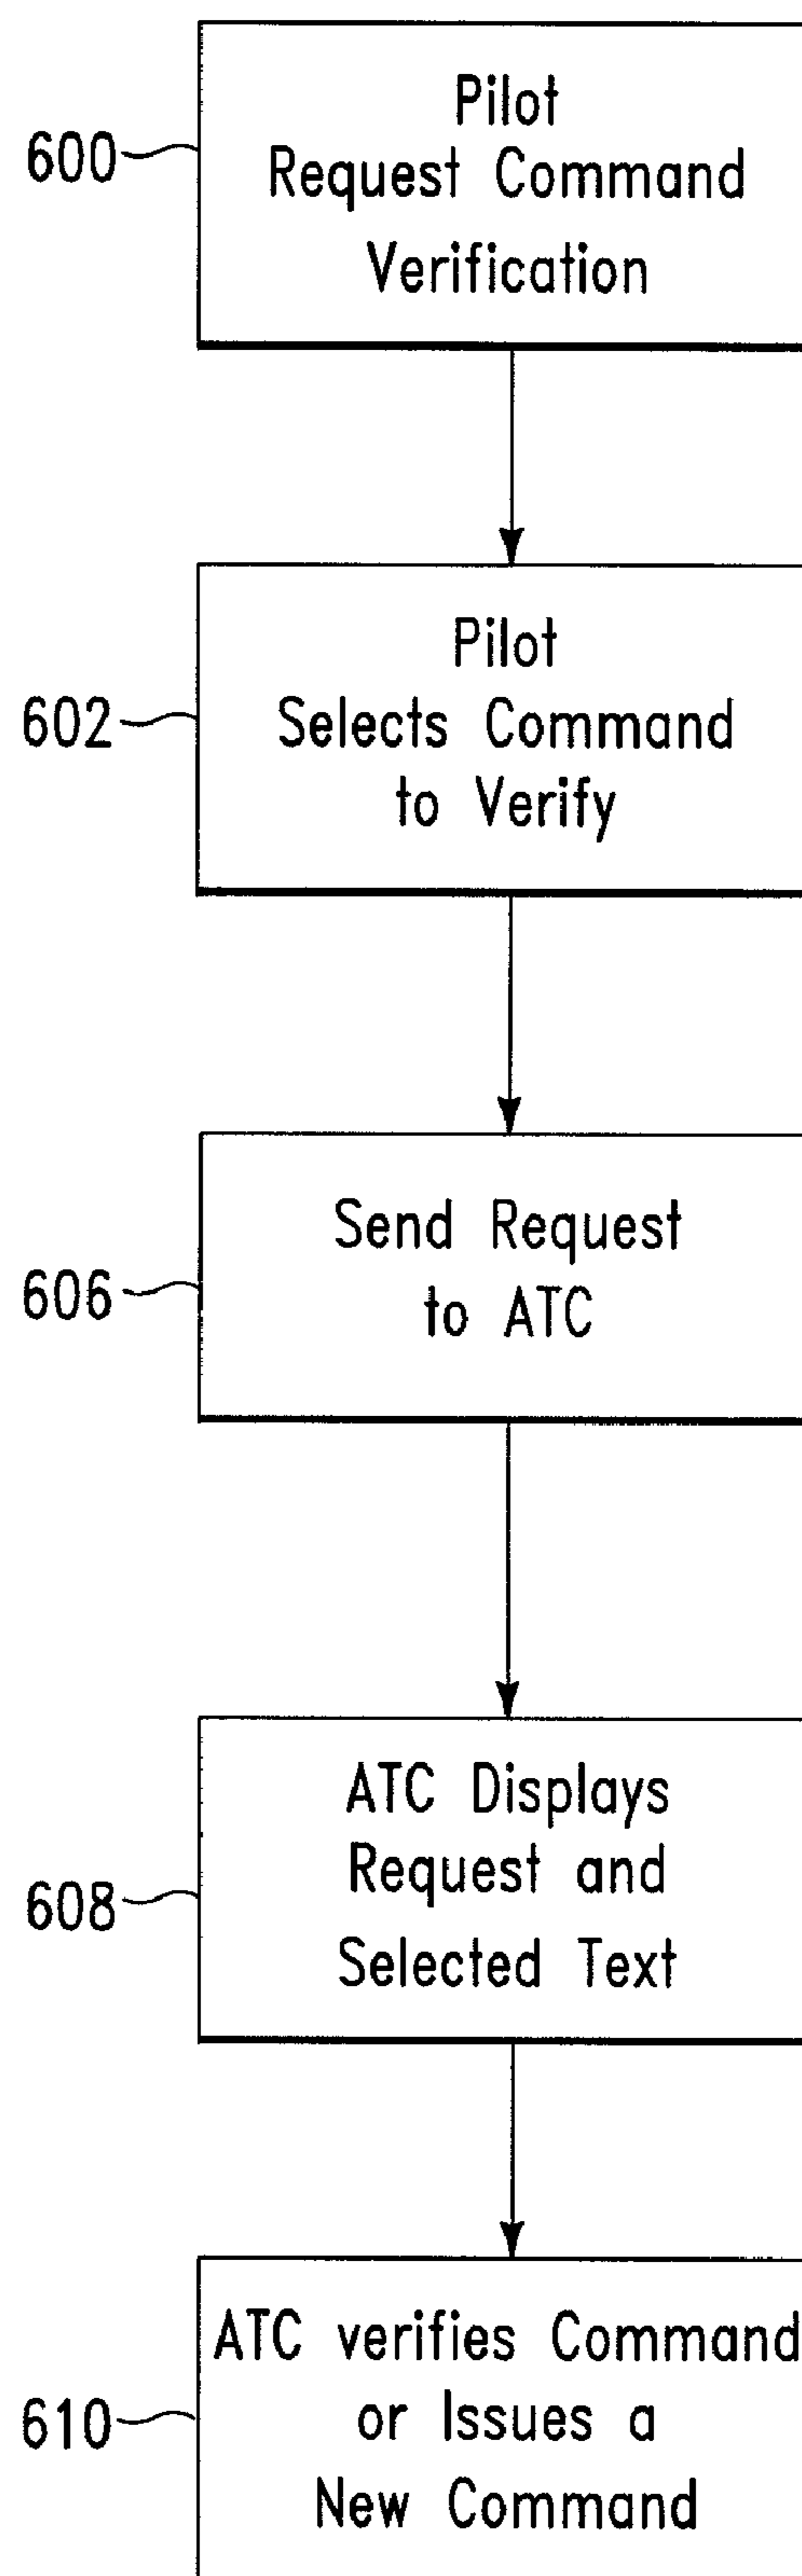 600
Pilot
Request Command
Verification
602
Pilot
Selects Command
to Verify
606
Send Request
to ATC
608
ATC Displays
Request and
Selected Text
610
ATC verifies Command
or Issues a
New Command